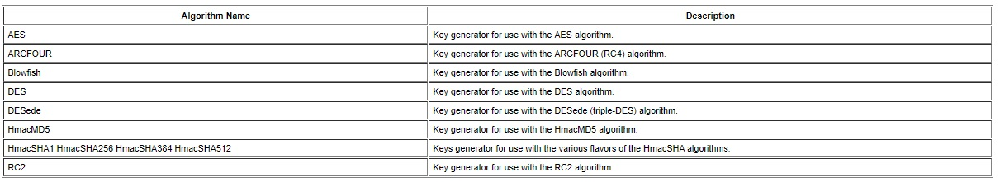 Algorithm Name Description
AES Key generator for use with the AES algorithm.
ARCFOUR Key generator for use with the ARCFOUR (RC4) algorithm.
Blowfish Key generator for use with the Blowfish algorithm.
DES Key generator for use with the DES algorithm.
DESede Key generator for use with the DESede (triple-DES) algorithm.
HmacMD5 Key generator for use with the HmacMD5 algorithm.
HmacSHA1 HmacSHA256 HmacSHA384 HmacSHA512 Keys generator for use with the various flavors of the HmacSHA algorithms.
RC2 Key generator for use with the RC2 algorithm.